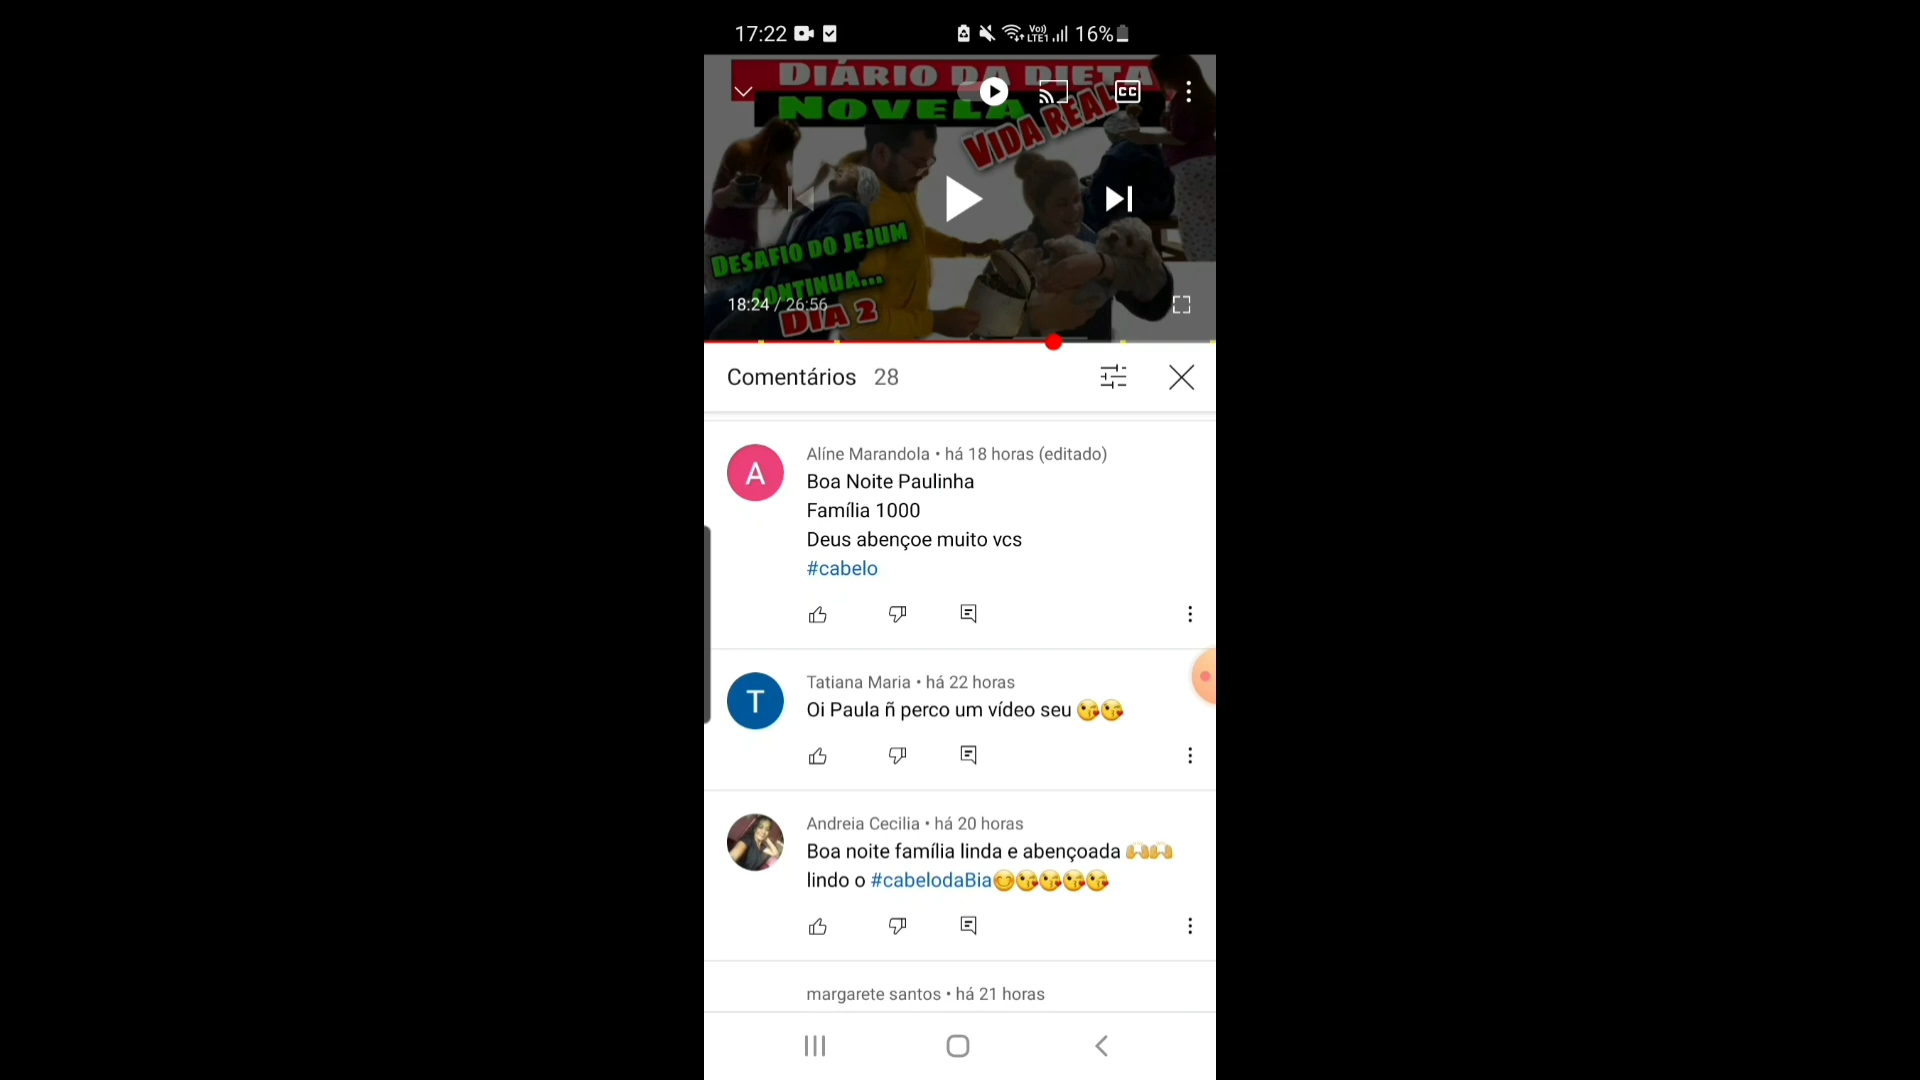 17:22
Vo)) LTE1 16%
DIÁRIO DA DIETA
NOVELA
VIDA REAL
CC
DESAFIO DO JEJUM
CONTINUA...
DIA 2
18:24 / 26:56
Comentários 28
Alíne Marandola • há 18 horas (editado)
A
Boa Noite Paulinha
Família 1000
Deus abençoe muito vcs
#cabelo
Tatiana Maria • há 22 horas
T
Oi Paula ñ perco um vídeo seu 😘😘
Andreia Cecilia • há 20 horas
Boa noite família linda e abençoada 🙌🙌
lindo o #cabelodaBia😊😘😘😘😘
margarete santos • há 21 horas